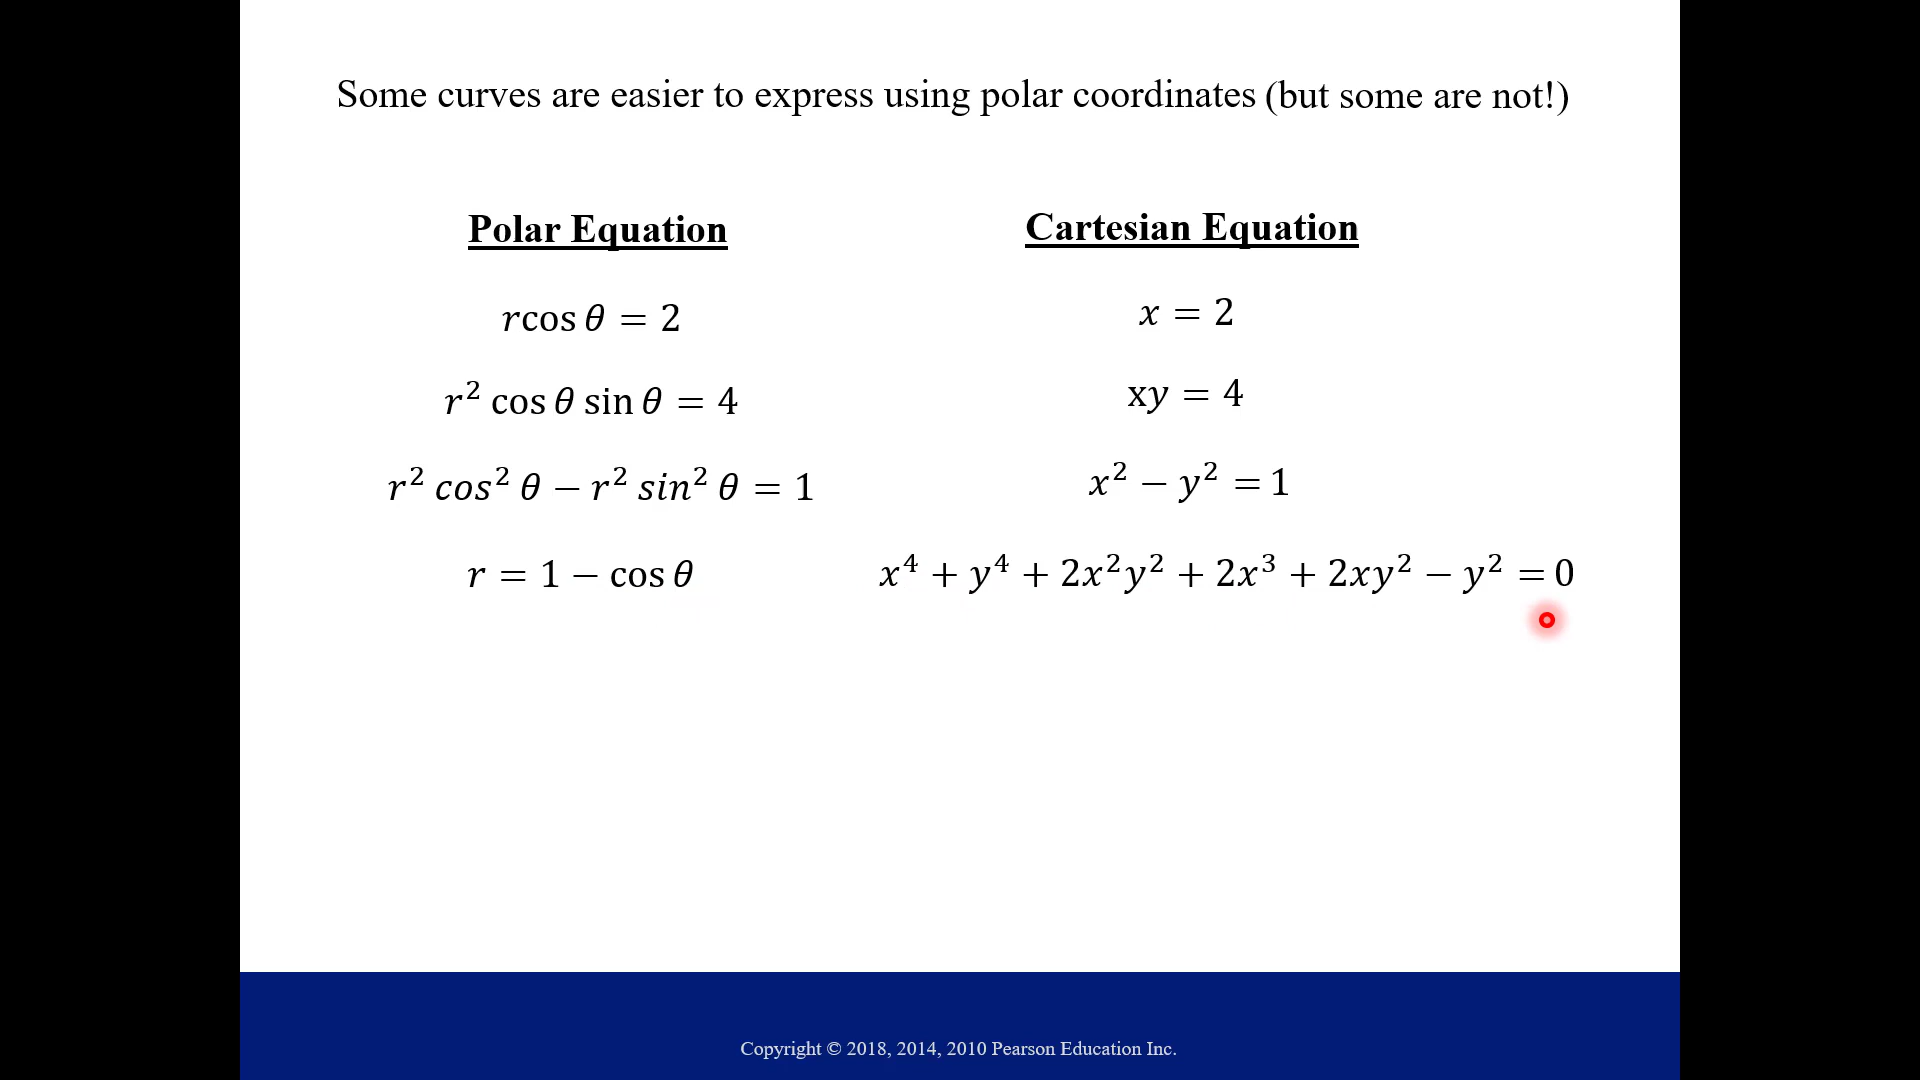 Some curves are easier to express using polar coordinates (but some are not!)
Polar Equation
Cartesian Equation
rcos θ = 2
x = 2
r² cos θ sin θ = 4
xy = 4
r² cos² θ − r² sin² θ = 1
x² − y² = 1
r = 1 − cos θ
x⁴ + y⁴ + 2x²y² + 2x³ + 2xy² − y² = 0
Copyright © 2018, 2014, 2010 Pearson Education Inc.